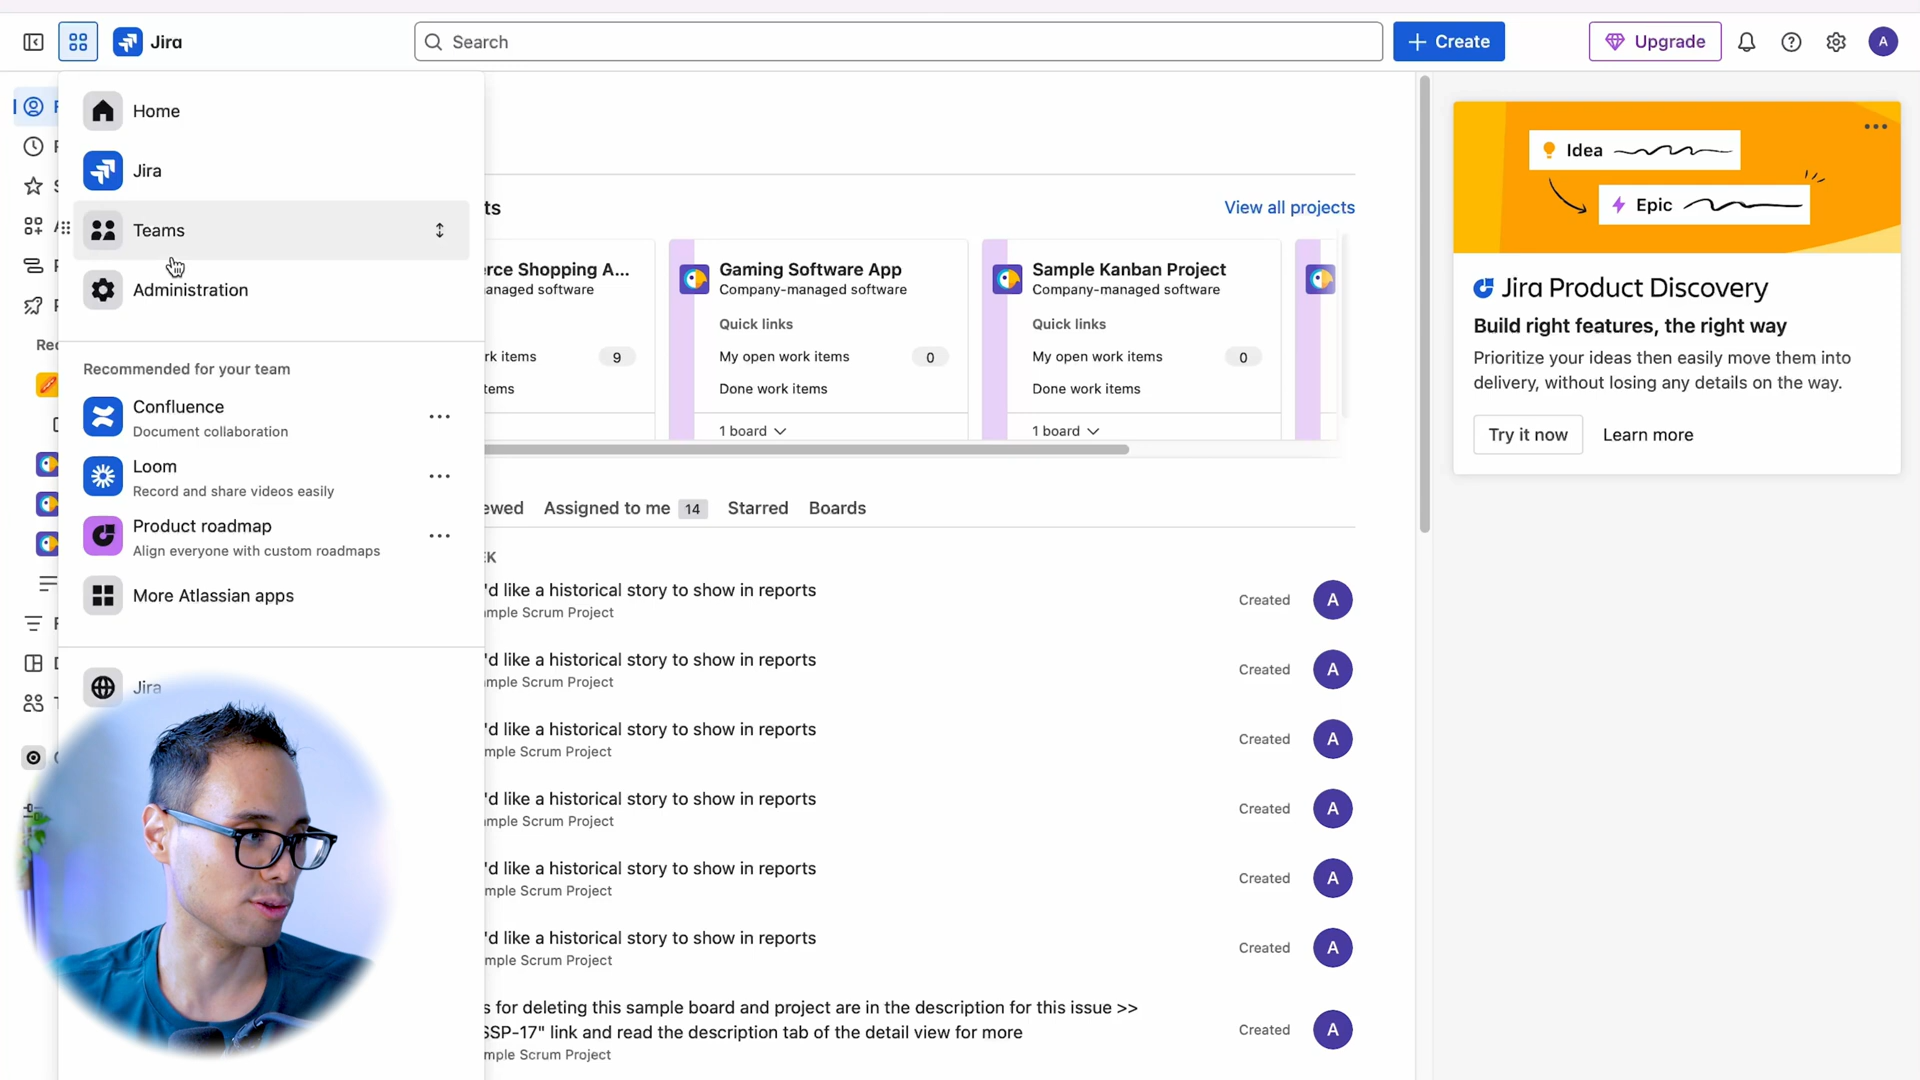 Jira
Search
Create
Upgrade
A
Home
Jira
Teams
Administration
Recommended for your team
Confluence
Document collaboration
Loom
Record and share videos easily
Product roadmap
Align everyone with custom roadmaps
More Atlassian apps
Jira
View all projects
rce Shopping A...
anaged software
rk items
9
Gaming Software App
Company-managed software
Quick links
My open work items
0
Done work items
1 board
Sample Kanban Project
Company-managed software
Quick links
My open work items
0
Done work items
1 board
Assigned to me 14
Starred
Boards
'd like a historical story to show in reports
mple Scrum Project
Created
A
'd like a historical story to show in reports
mple Scrum Project
Created
A
'd like a historical story to show in reports
mple Scrum Project
Created
A
'd like a historical story to show in reports
mple Scrum Project
Created
A
'd like a historical story to show in reports
mple Scrum Project
Created
A
'd like a historical story to show in reports
mple Scrum Project
Created
A
s for deleting this sample board and project are in the description for this issue >>
SSP-17" link and read the description tab of the detail view for more
mple Scrum Project
Created
A
Idea
Epic
Jira Product Discovery
Build right features, the right way
Prioritize your ideas then easily move them into
delivery, without losing any details on the way.
Try it now
Learn more